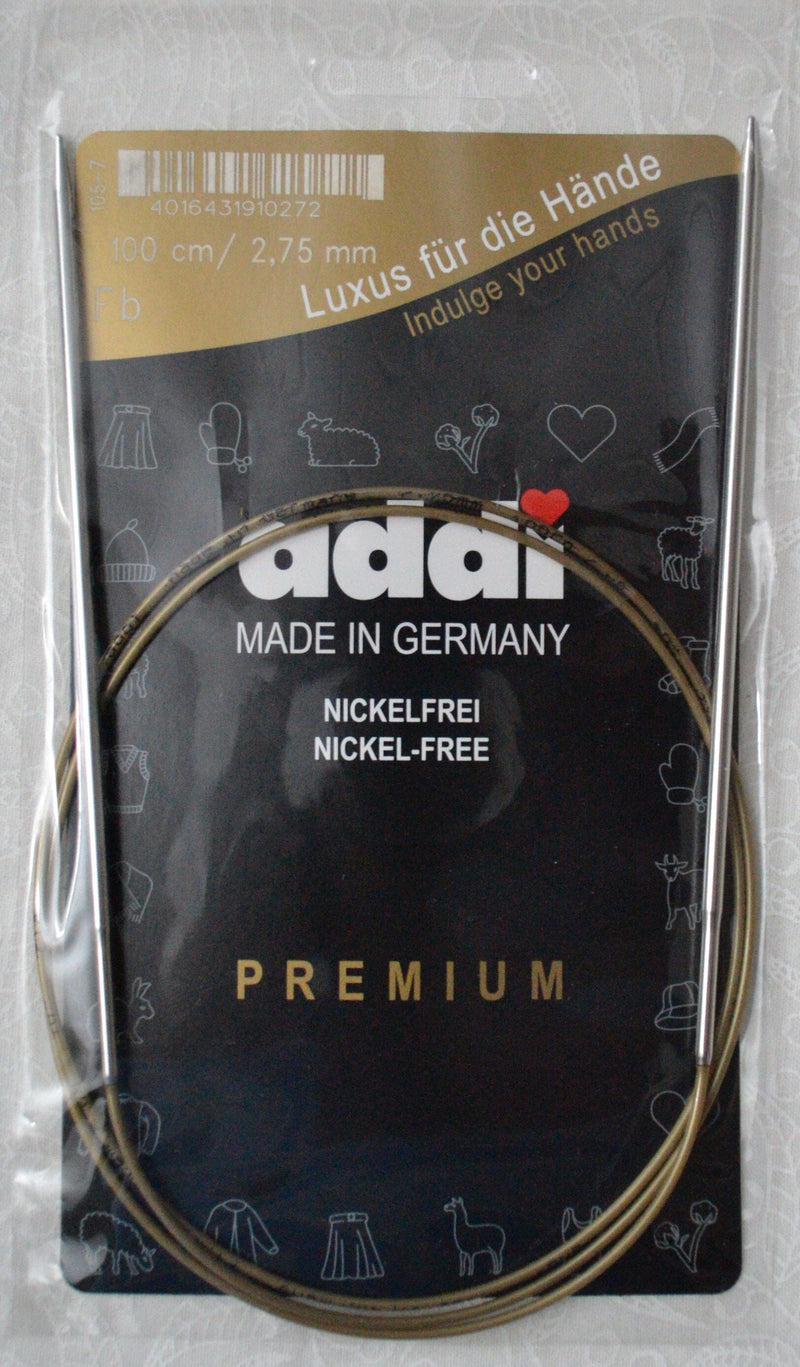 105-7
4016431910272
100 cm/ 2,75 mm
Fb
Luxus für die Hände
Indulge your hands
addi
MADE IN GERMANY
NICKELFREI
NICKEL-FREE
PREMIUM